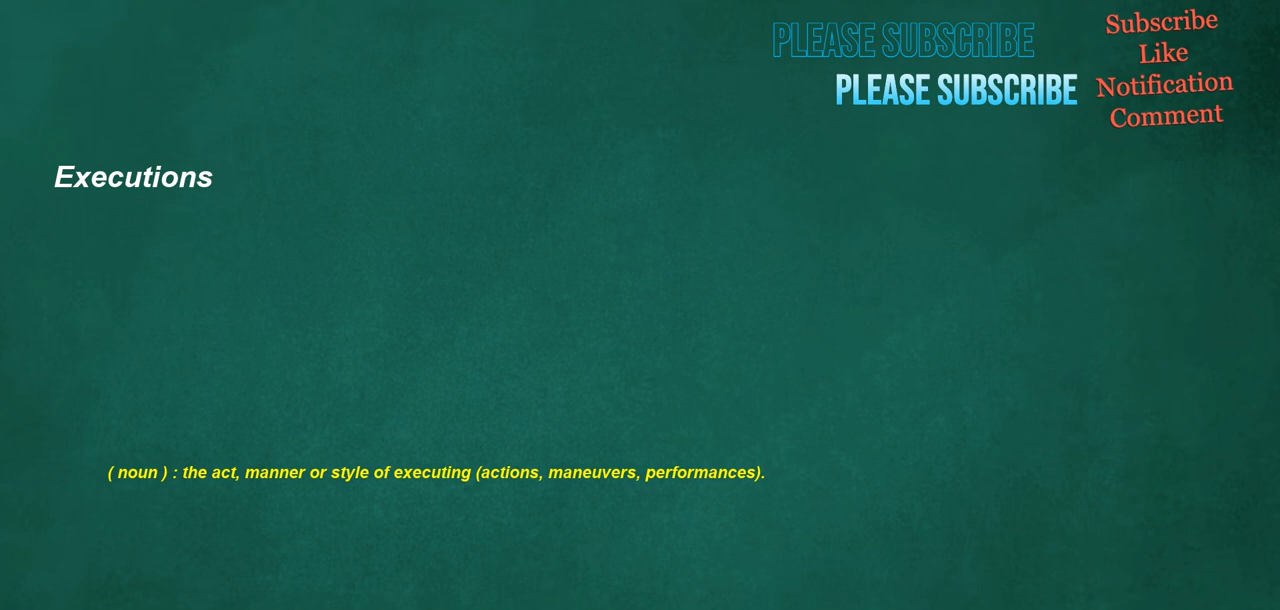 PLEASE SUBSCRIBE
PLEASE SUBSCRIBE
Subscribe
Like
Notification
Comment
Executions
( noun ) : the act, manner or style of executing (actions, maneuvers, performances).